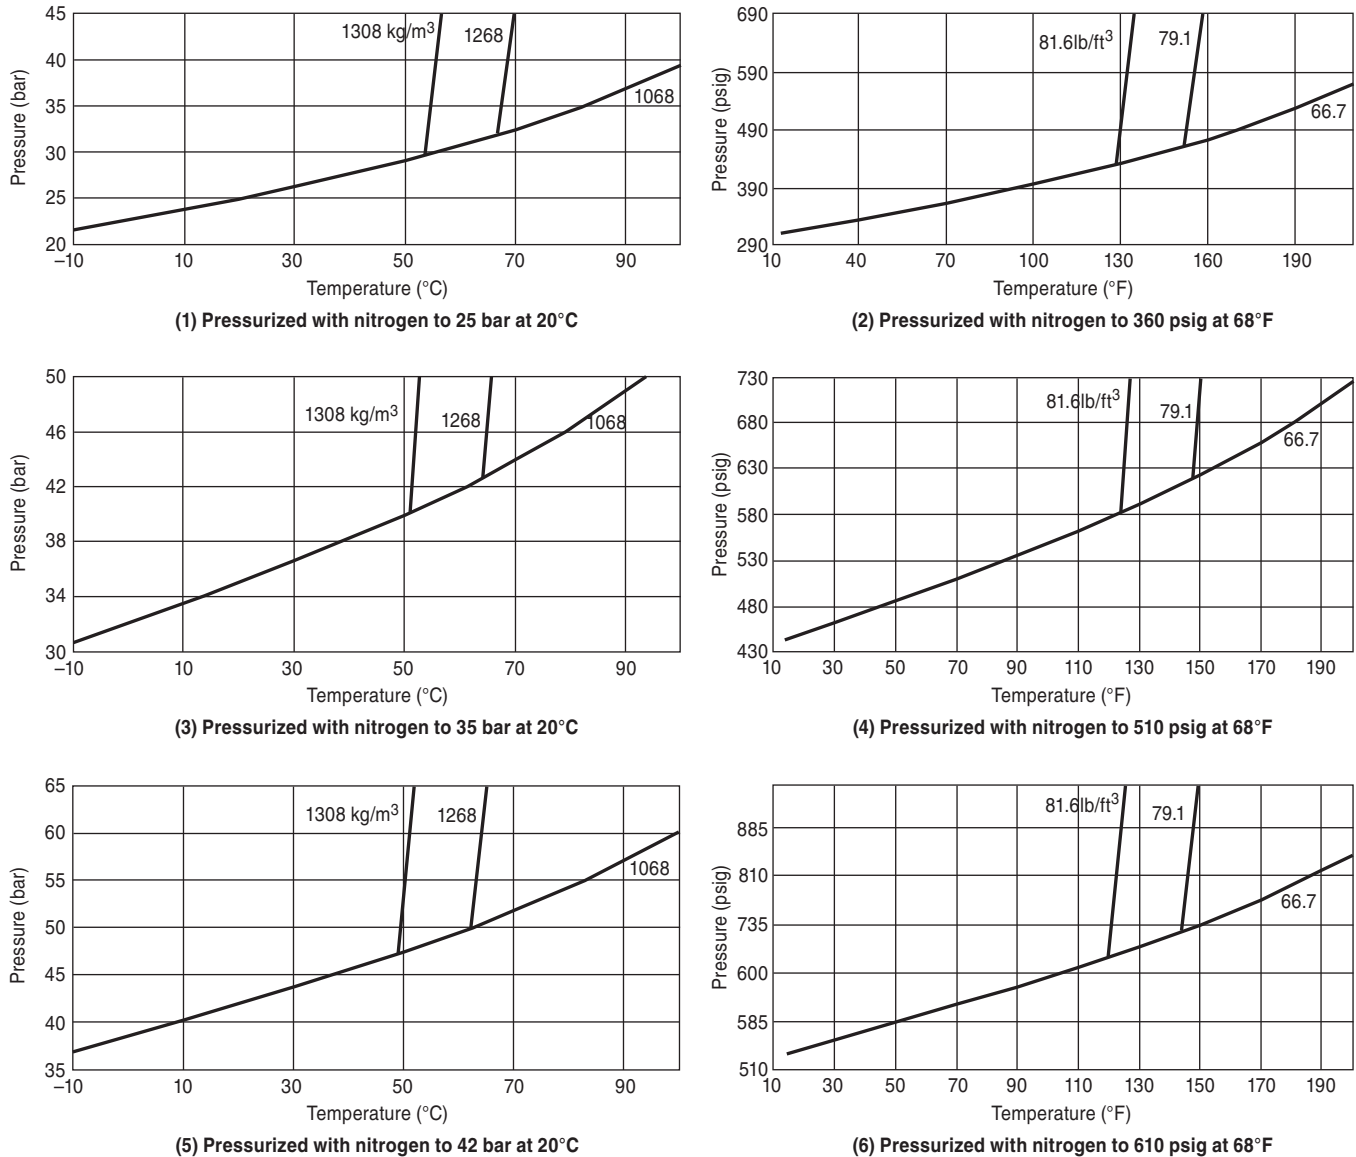 45
40
35
30
25
20
Pressure (bar)
1308 kg/m³
1268
1068
–10 10 30 50 70 90
Temperature (°C)
(1) Pressurized with nitrogen to 25 bar at 20°C
690
590
490
390
290
Pressure (psig)
81.6lb/ft³
79.1
66.7
10 40 70 100 130 160 190
Temperature (°F)
(2) Pressurized with nitrogen to 360 psig at 68°F
50
46
42
38
34
30
Pressure (bar)
1308 kg/m³
1268
1068
–10 10 30 50 70 90
Temperature (°C)
(3) Pressurized with nitrogen to 35 bar at 20°C
730
680
630
580
530
480
430
Pressure (psig)
81.6lb/ft³
79.1
66.7
10 30 50 70 90 110 130 150 170 190
Temperature (°F)
(4) Pressurized with nitrogen to 510 psig at 68°F
65
60
55
50
45
40
35
Pressure (bar)
1308 kg/m³
1268
1068
–10 10 30 50 70 90
Temperature (°C)
(5) Pressurized with nitrogen to 42 bar at 20°C
885
810
735
600
585
510
Pressure (psig)
81.6lb/ft³
79.1
66.7
10 30 50 70 90 110 130 150 170 190
Temperature (°F)
(6) Pressurized with nitrogen to 610 psig at 68°F